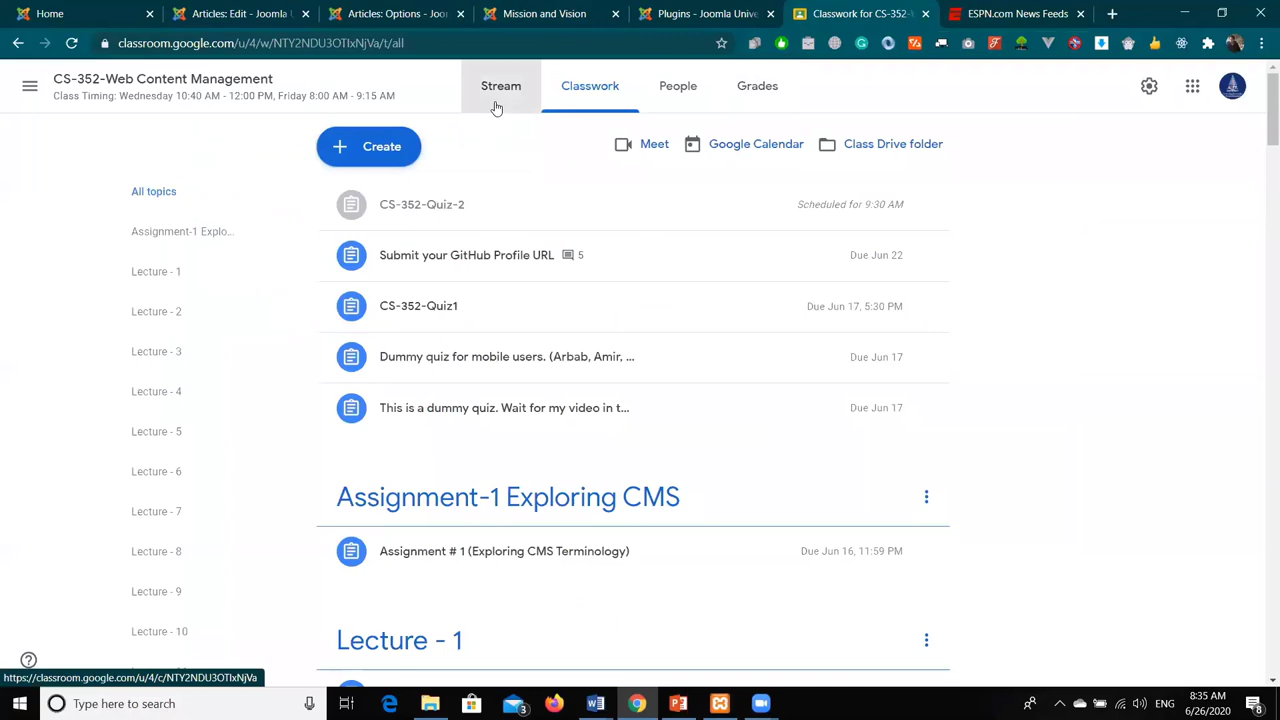 Home
Articles: Edit - Joomla
Articles: Options - Joo
Mission and Vision
Plugins - Joomla Unive
Classwork for CS-352-
ESPN.com News Feeds
classroom.google.com/u/4/w/NTY2NDU3OTIxNjVa/t/all
CS-352-Web Content Management
Class Timing: Wednesday 10:40 AM - 12:00 PM, Friday 8:00 AM - 9:15 AM
Stream
Classwork
People
Grades
Create
Meet
Google Calendar
Class Drive folder
All topics
Assignment-1 Explo...
Lecture - 1
Lecture - 2
Lecture - 3
Lecture - 4
Lecture - 5
Lecture - 6
Lecture - 7
Lecture - 8
Lecture - 9
Lecture - 10
CS-352-Quiz-2
Scheduled for 9:30 AM
Submit your GitHub Profile URL
5
Due Jun 22
CS-352-Quiz1
Due Jun 17, 5:30 PM
Dummy quiz for mobile users. (Arbab, Amir, ...
Due Jun 17
This is a dummy quiz. Wait for my video in t...
Due Jun 17
Assignment-1 Exploring CMS
Assignment # 1 (Exploring CMS Terminology)
Due Jun 16, 11:59 PM
Lecture - 1
https://classroom.google.com/u/4/c/NTY2NDU3OTIxNjVa
Type here to search
3
ENG
8:35 AM
6/26/2020
8